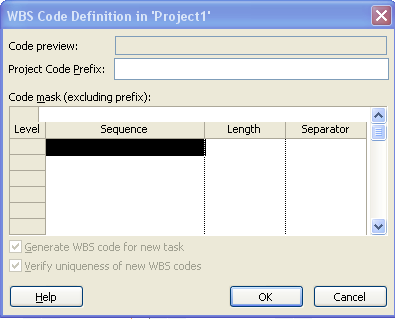 WBS Code Definition in 'Project1'
Code preview:
Project Code Prefix:
Code mask (excluding prefix):
Level Sequence Length Separator
Generate WBS code for new task
Verify uniqueness of new WBS codes
Help OK Cancel